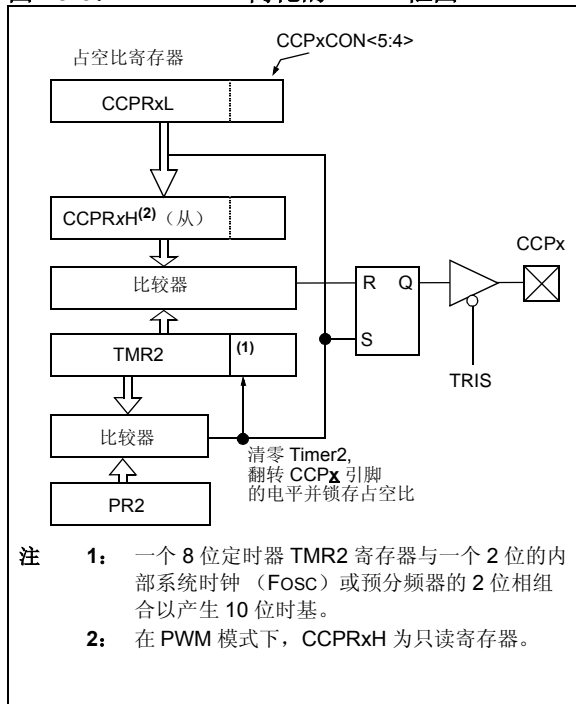 CCPxCON<5:4>
占空比寄存器
CCPRxL
CCPRxH(2)（从）
CCPx
比较器
R Q
TMR2 (1)
S
TRIS
比较器
清零 Timer2,
翻转 CCPx 引脚
的电平并锁存占空比
PR2
注 1： 一个 8 位定时器 TMR2 寄存器与一个 2 位的内
部系统时钟 （FOSC）或预分频器的 2 位相组
合以产生 10 位时基。
2： 在 PWM 模式下，CCPRxH 为只读寄存器。